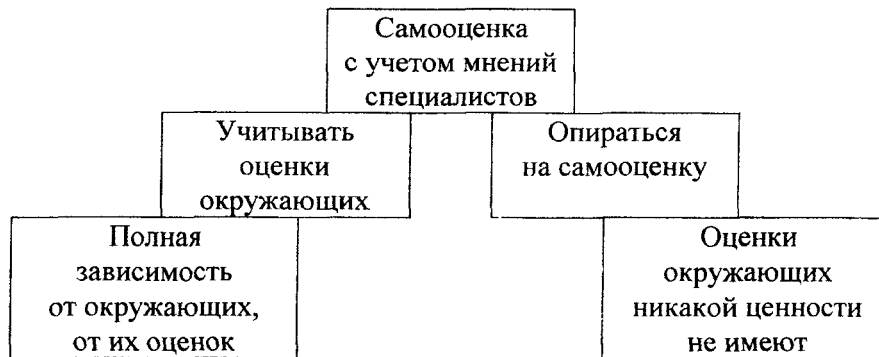 Самооценка
с учетом мнений
специалистов
Учитывать
оценки
окружающих
Опираться
на самооценку
Полная
зависимость
от окружающих,
от их оценок
Оценки
окружающих
никакой ценности
не имеют